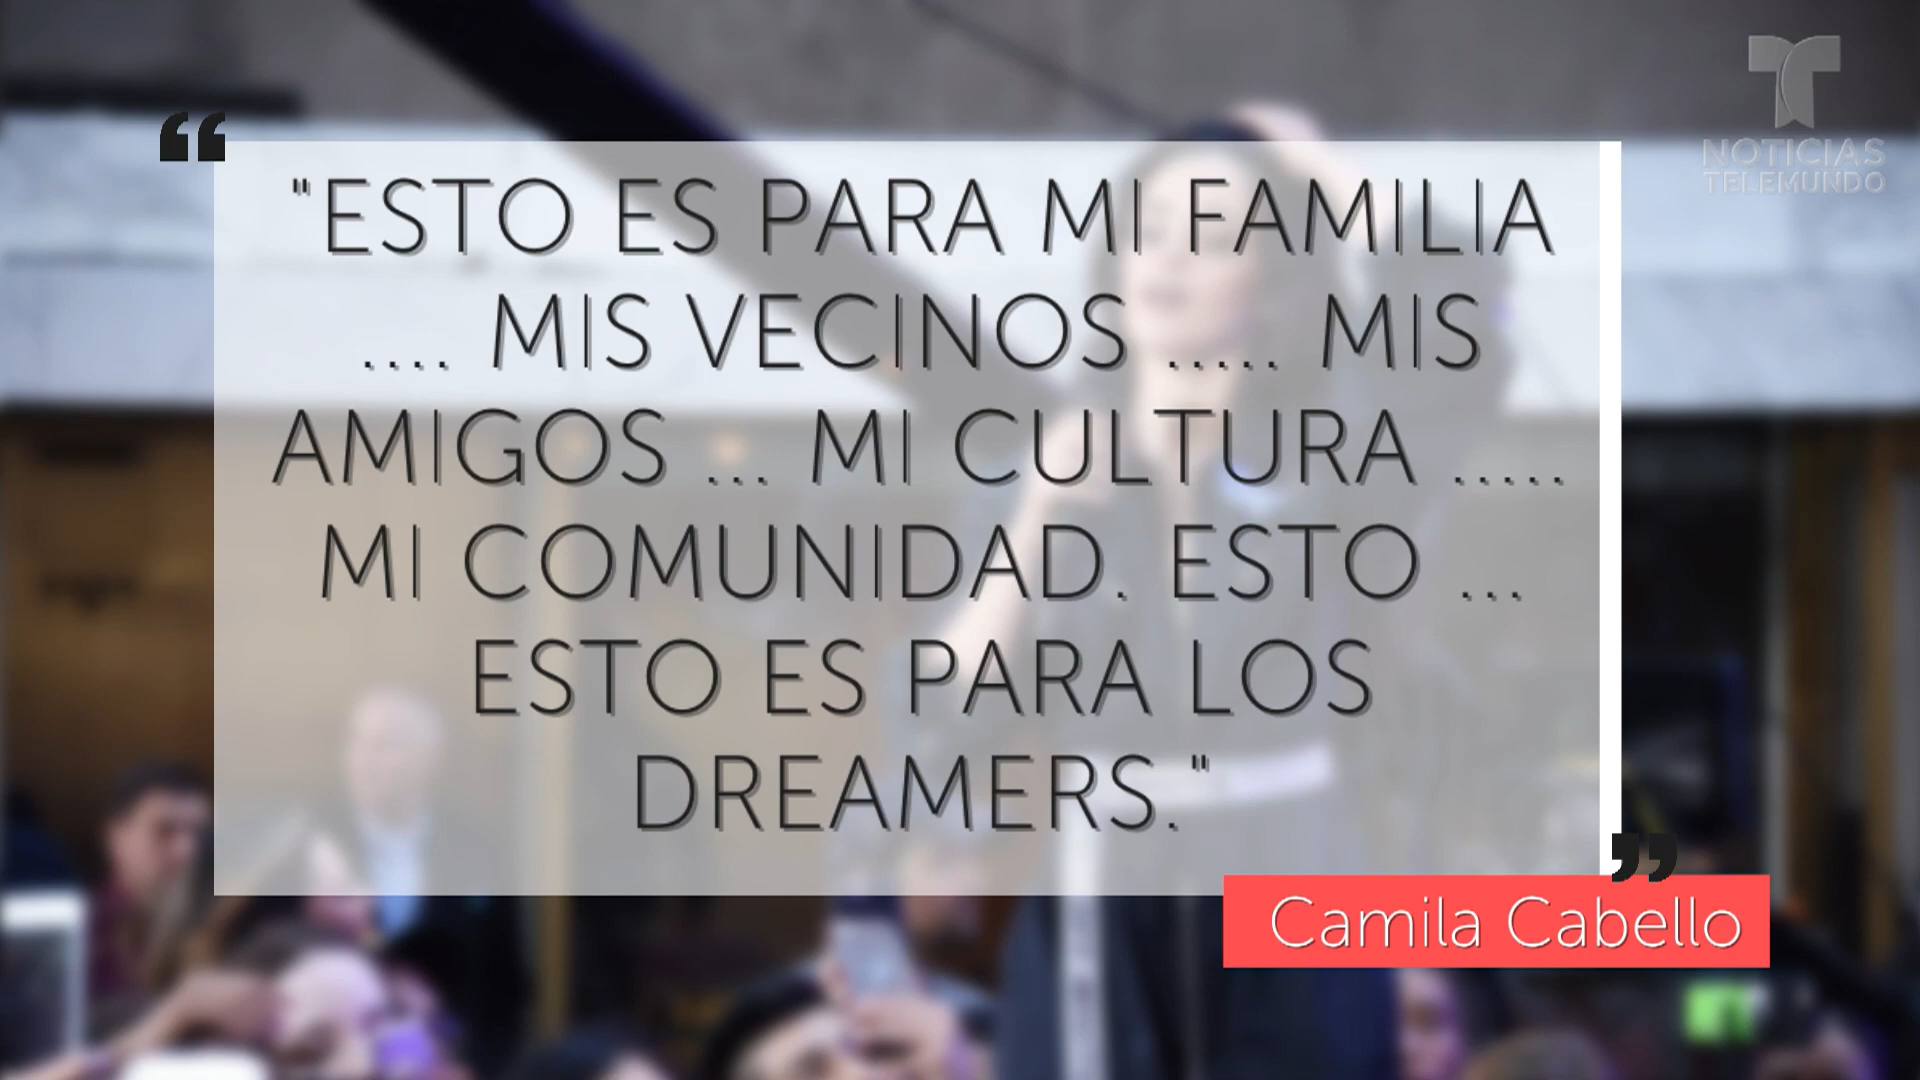 NOTICIAS
TELEMUNDO
“
"ESTO ES PARA MI FAMILIA
.... MIS VECINOS ..... MIS
AMIGOS ... MI CULTURA .....
MI COMUNIDAD. ESTO ...
ESTO ES PARA LOS
DREAMERS."
”
Camila Cabello